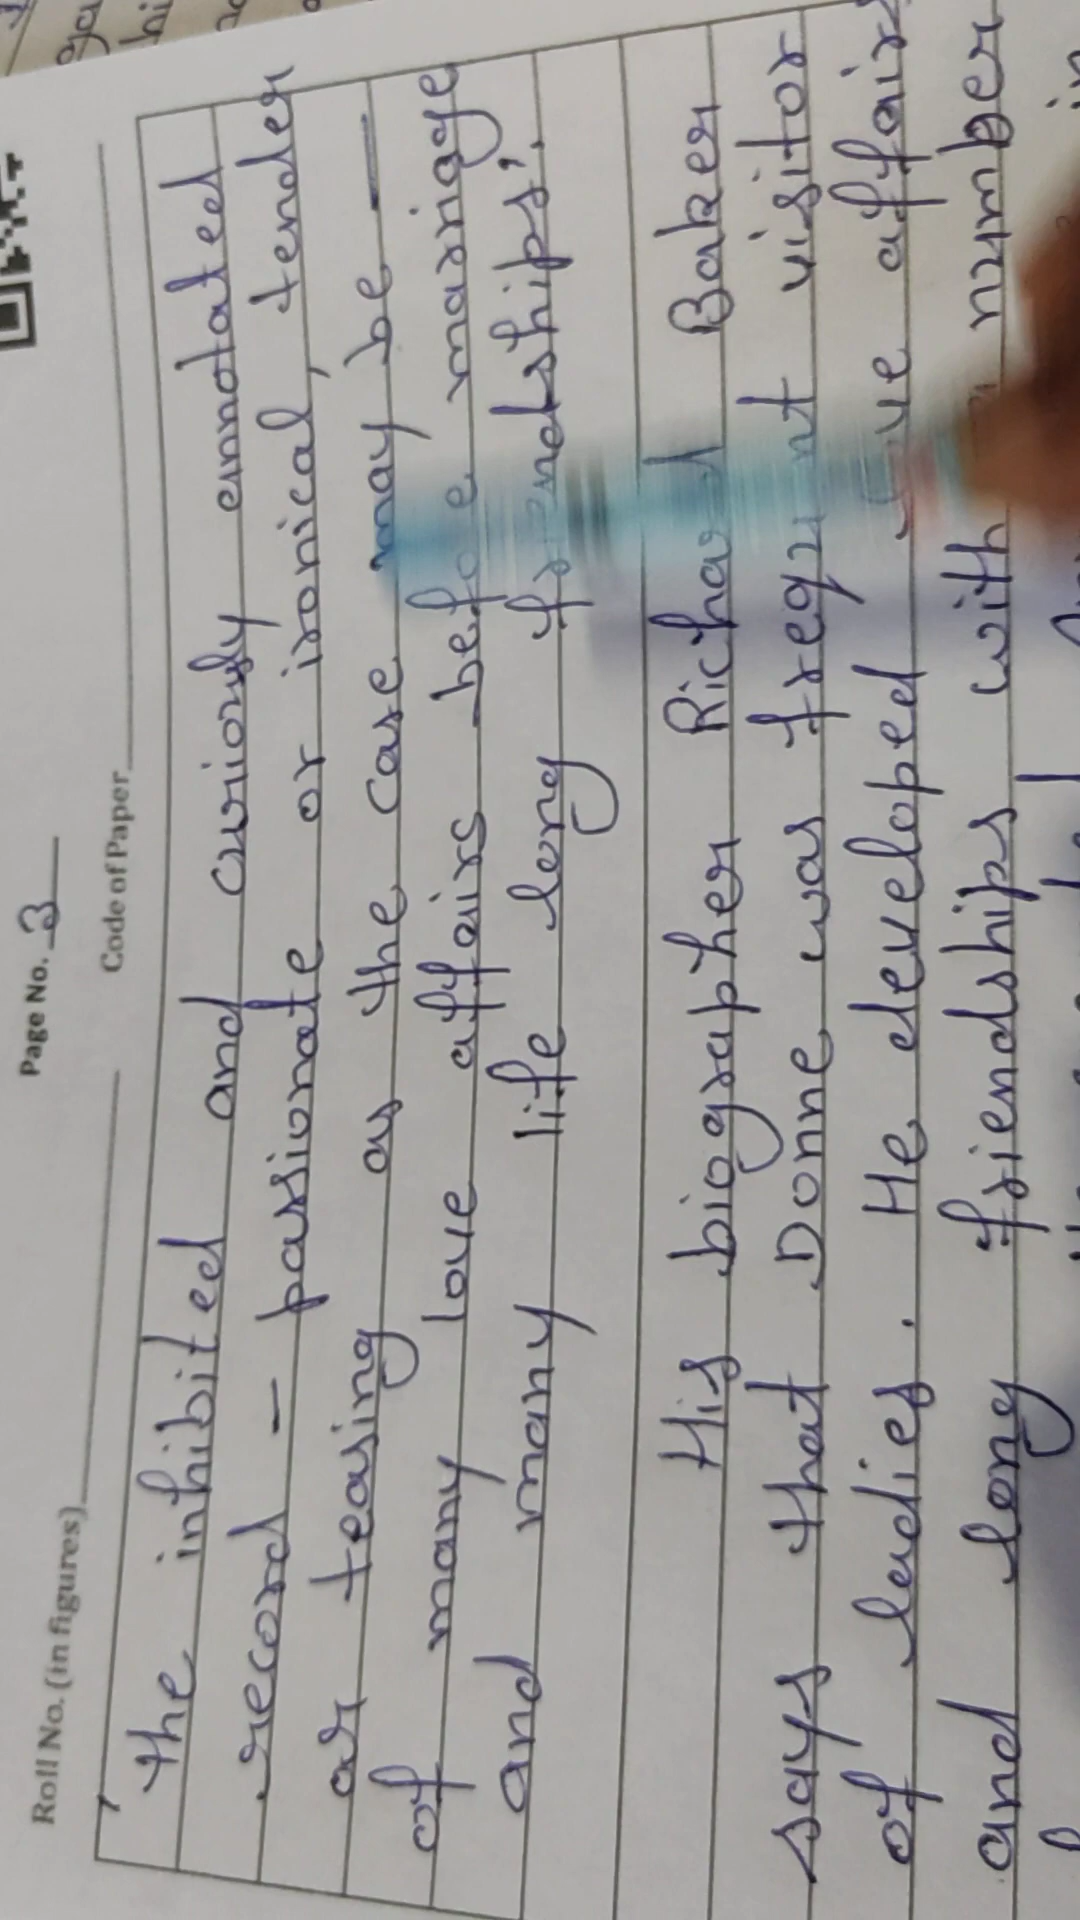 Page No. 3
Roll No. (in figures) Code of Paper
' the inhibited and curiously annotated
record - passionate or ironical, tender
or teasing as the case may be —
of many love affairs before marriage
and many life long friendships'.
His biographer Richard Baker
says that Donne was frequent visitor
of ladies. He developed love affairs
and long friendships with number